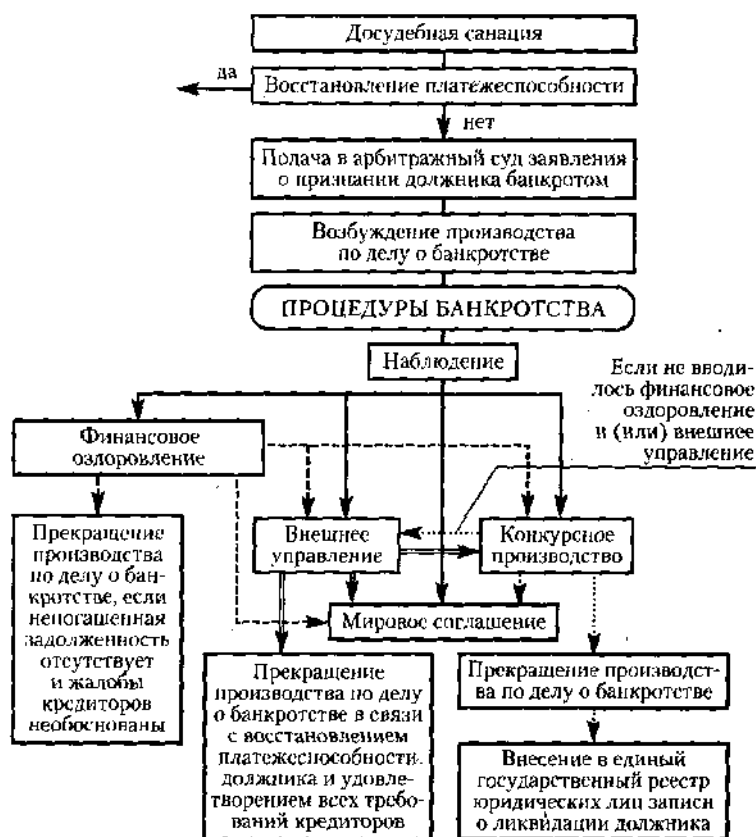 Досудебная санация
да
Восстановление платежеспособности
нет
Подача в арбитражный суд заявления
о признании должника банкротом
Возбуждение производства
по делу о банкротстве
ПРОЦЕДУРЫ БАНКРОТСТВА
Наблюдение
Если не вводи-
лось финансовое
оздоровление
и (или) внешнее
управление
Финансовое
оздоровление
Прекращение
производства
по делу о бан-
кротстве, если
непогашенная
задолженность
отсутствует
и жалобы
кредиторов
необоснованы
Внешнее
управление
Конкурсное
производство
Мировое соглашение
Прекращение
производства по делу
о банкротстве в связи
с восстановлением
платежеспособности
должника и удовле-
творением всех требо-
ваний кредиторов
Прекращение производст-
ва по делу о банкротстве
Внесение в единый
государственный реестр
юридических лиц записи
о ликвидации должника